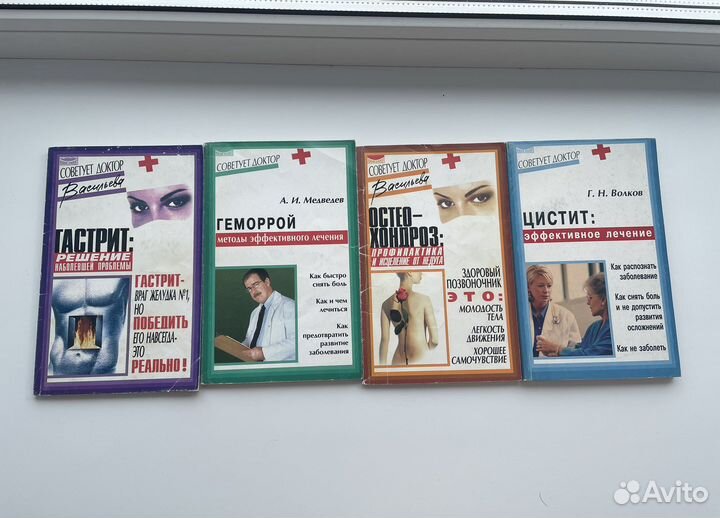 СОВЕТУЕТ ДОКТОР
Васильева
ГАСТРИТ:
РЕШЕНИЕ
НАБОЛЕВШЕЙ ПРОБЛЕМЫ
ГАСТРИТ-
ВРАГ ЖЕЛУДКА №1,
НО
ПОБЕДИТЬ
ЕГО НАВСЕГДА-
ЭТО
РЕАЛЬНО!
СОВЕТУЕТ ДОКТОР
А. И. Медведев
ГЕМОРРОЙ
методы эффективного лечения
Как быстро
снять боль
Как и чем
лечиться
Как
предотвратить
развитие
заболевания
СОВЕТУЕТ ДОКТОР
Васильева
ОСТЕО-
ХОНДРОЗ:
ПРОФИЛАКТИКА
И ИСЦЕЛЕНИЕ ОТ НЕДУГА
ЗДОРОВЫЙ
ПОЗВОНОЧНИК
ЭТО:
МОЛОДОСТЬ
ТЕЛА
ЛЕГКОСТЬ
ДВИЖЕНИЯ
ХОРОШЕЕ
САМОЧУВСТВИЕ
СОВЕТУЕТ ДОКТОР
Г. Н. Волков
ЦИСТИТ:
эффективное лечение
Как распознать
заболевание
Как снять боль
и не допустить
развития
осложнений
Как не заболеть
Avito